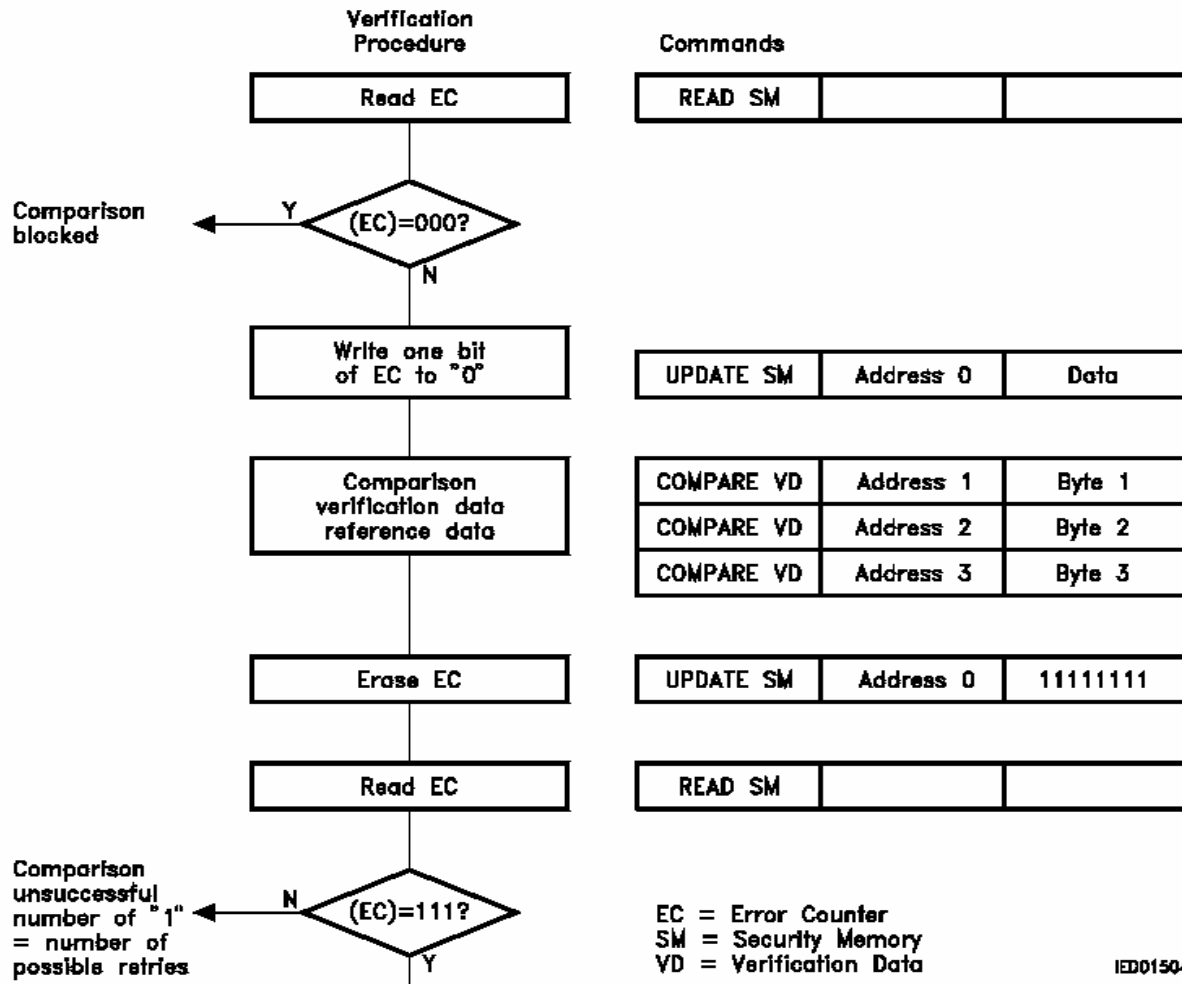 Verification
Procedure
Commands
Read EC
READ SM
Comparison
blocked
Y
(EC)=000?
N
Write one bit
of EC to "0"
UPDATE SM Address 0 Data
Comparison
verification data
reference data
COMPARE VD Address 1 Byte 1
COMPARE VD Address 2 Byte 2
COMPARE VD Address 3 Byte 3
Erase EC
UPDATE SM Address 0 11111111
Read EC
READ SM
Comparison
unsuccessful
number of "1"
= number of
possible retries
N
(EC)=111?
Y
EC = Error Counter
SM = Security Memory
VD = Verification Data
IED01504